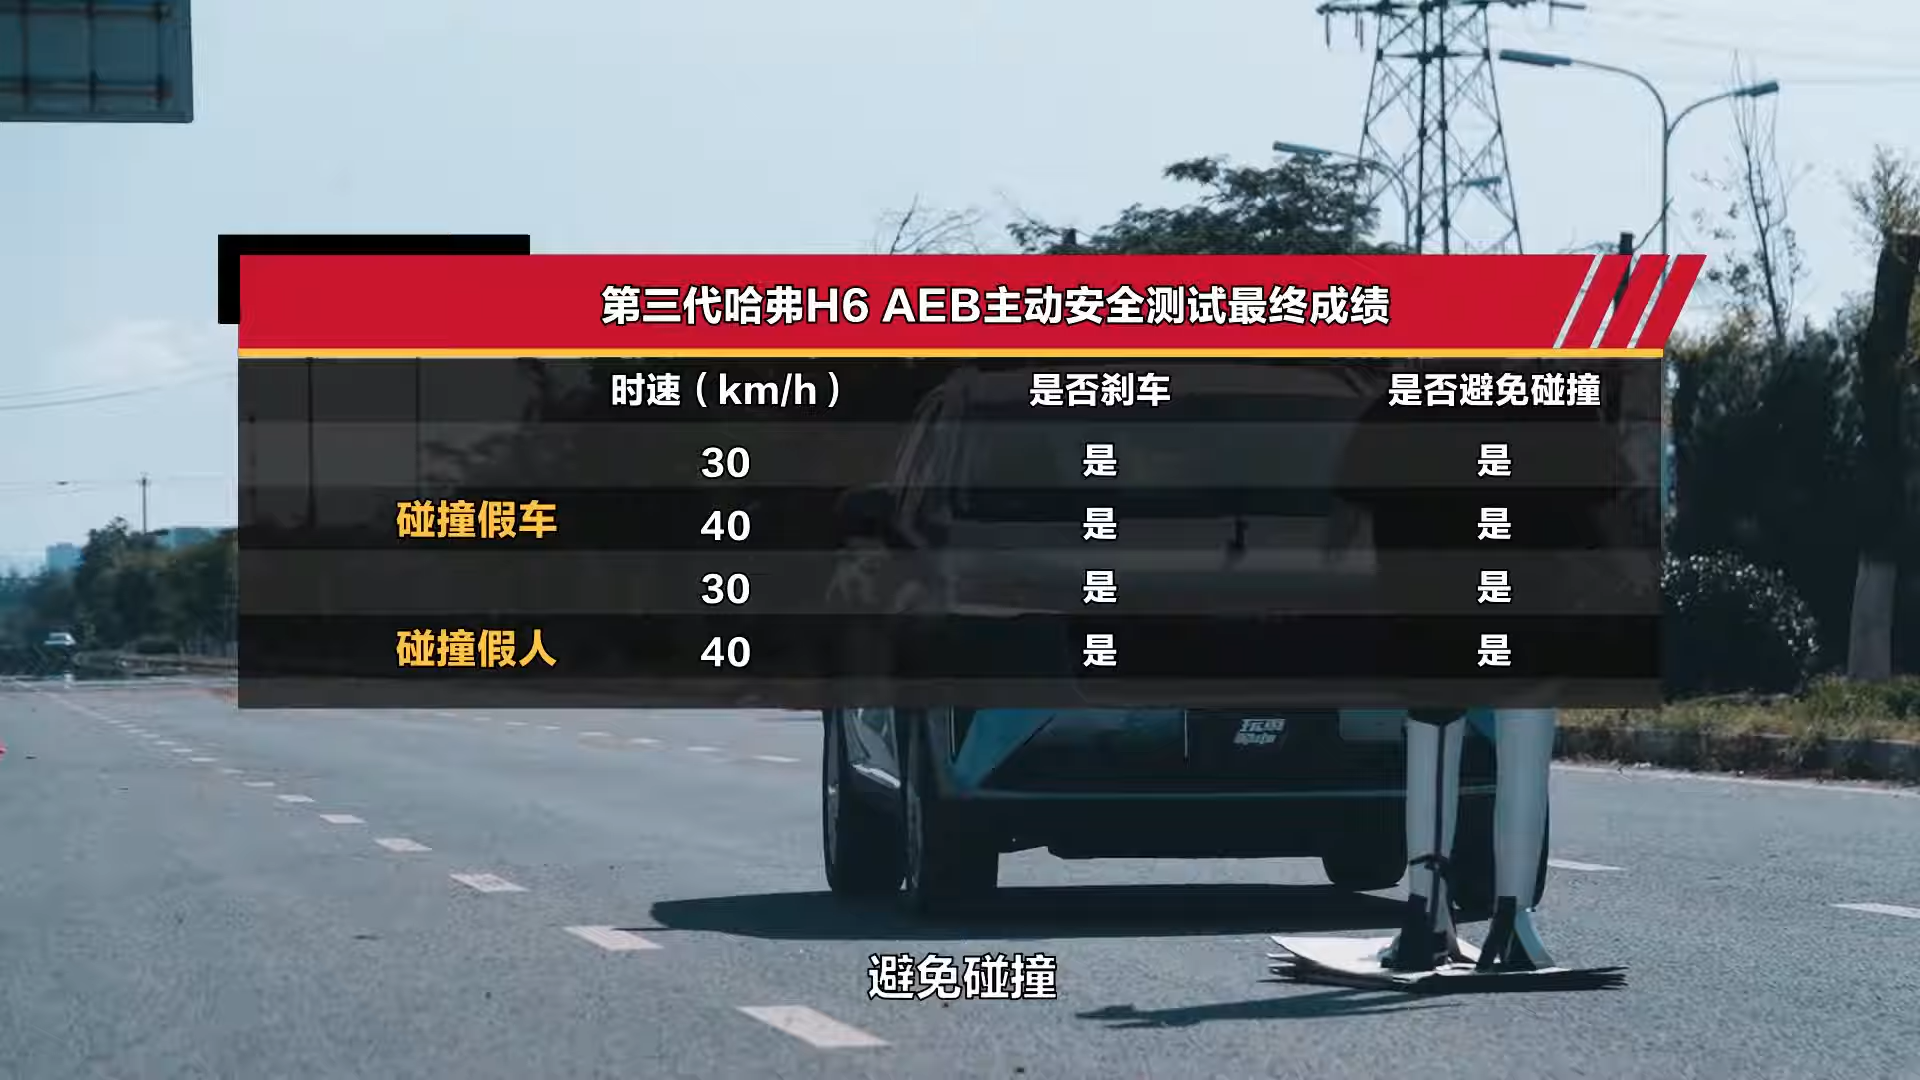 第三代哈弗H6 AEB主动安全测试最终成绩
时速（km/h） 是否刹车 是否避免碰撞
30 是 是
碰撞假车 40 是 是
30 是 是
碰撞假人 40 是 是
避免碰撞